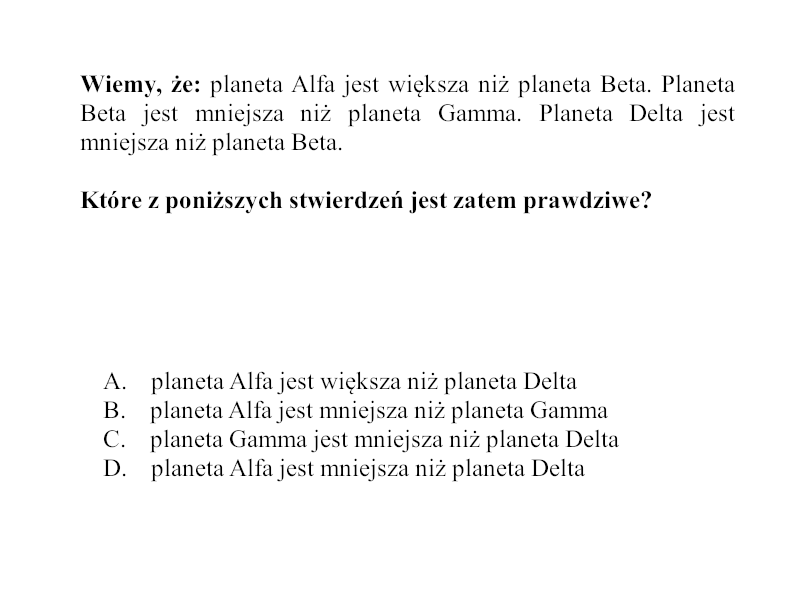 Wiemy, że: planeta Alfa jest większa niż planeta Beta. Planeta
Beta jest mniejsza niż planeta Gamma. Planeta Delta jest
mniejsza niż planeta Beta.
Które z poniższych stwierdzeń jest zatem prawdziwe?
A. planeta Alfa jest większa niż planeta Delta
B. planeta Alfa jest mniejsza niż planeta Gamma
C. planeta Gamma jest mniejsza niż planeta Delta
D. planeta Alfa jest mniejsza niż planeta Delta